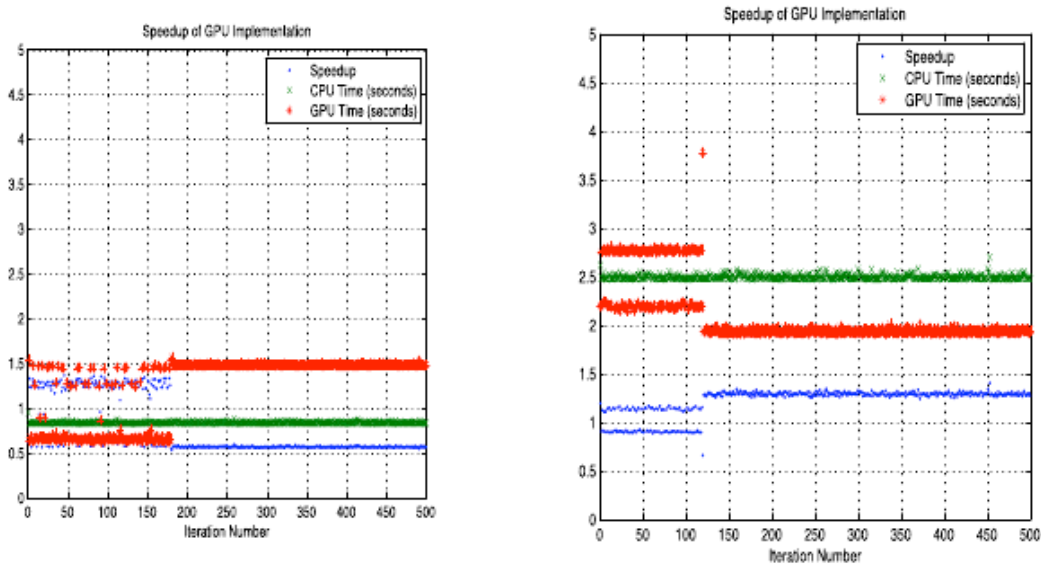 Speedup of GPU Implementation
5
4.5
4
3.5
3
2.5
2
1.5
1
0.5
0
Speedup
CPU Time (seconds)
GPU Time (seconds)
0 50 100 150 200 250 300 350 400 450 500
Iteration Number
Speedup of GPU Implementation
5
4.5
4
3.5
3
2.5
2
1.5
1
0.5
0
Speedup
CPU Time (seconds)
GPU Time (seconds)
0 50 100 150 200 250 300 350 400 450 500
Iteration Number